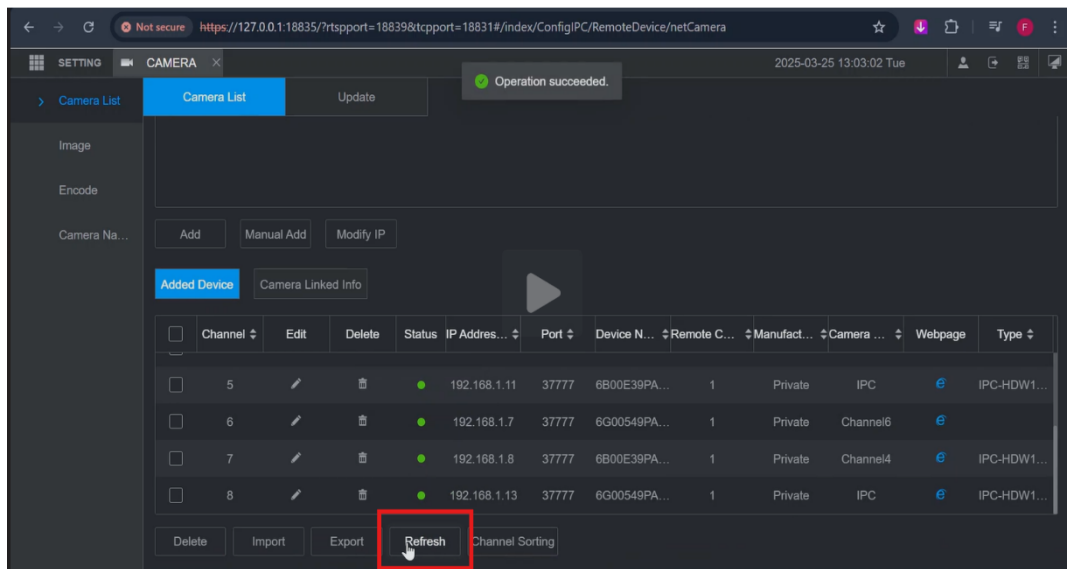 Not secure https://127.0.0.1:18835/?rtspport=18839&tcpport=18831#/index/ConfigIPC/RemoteDevice/netCamera F
SETTING CAMERA 2025-03-25 13:03:02 Tue
Operation succeeded.
Camera List Camera List Update
Image
Encode
Camera Na...
Add Manual Add Modify IP
Added Device Camera Linked Info
Channel Edit Delete Status IP Addres... Port Device N... Remote C... Manufact... Camera ... Webpage Type
5 192.168.1.11 37777 6B00E39PA... 1 Private IPC IPC-HDW1...
6 192.168.1.7 37777 6G00549PA... 1 Private Channel6
7 192.168.1.8 37777 6B00E39PA... 1 Private Channel4 IPC-HDW1...
8 192.168.1.13 37777 6G00549PA... 1 Private IPC IPC-HDW1...
Delete Import Export Refresh Channel Sorting